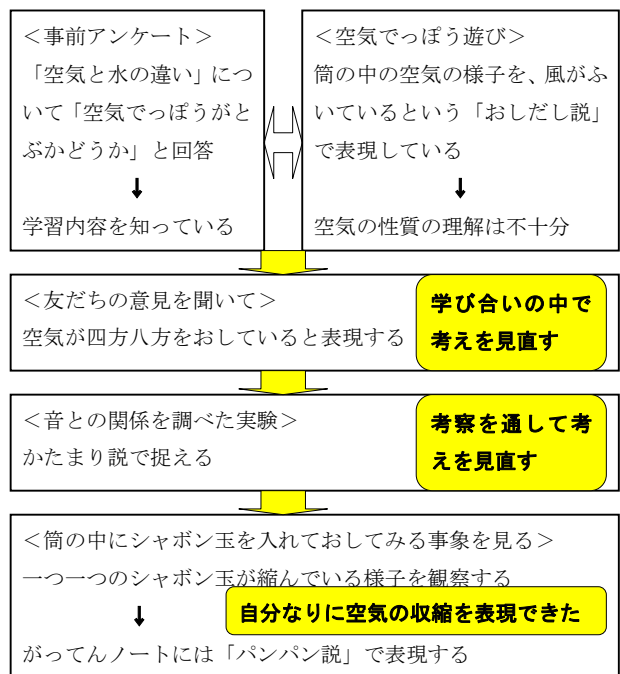 ＜事前アンケート＞
「空気と水の違い」につ
いて「空気でっぽうがと
ぶかどうか」と回答
↓
学習内容を知っている
＜空気でっぽう遊び＞
筒の中の空気の様子を、風がふ
いているという「おしだし説」
で表現している
↓
空気の性質の理解は不十分
＜友だちの意見を聞いて＞
空気が四方八方をおしていると表現する
学び合いの中で
考えを見直す
＜音との関係を調べた実験＞
かたまり説で捉える
考察を通して考
えを見直す
＜筒の中にシャボン玉を入れておしてみる事象を見る＞
一つ一つのシャボン玉が縮んでいる様子を観察する
↓
自分なりに空気の収縮を表現できた
がってんノートには「パンパン説」で表現する